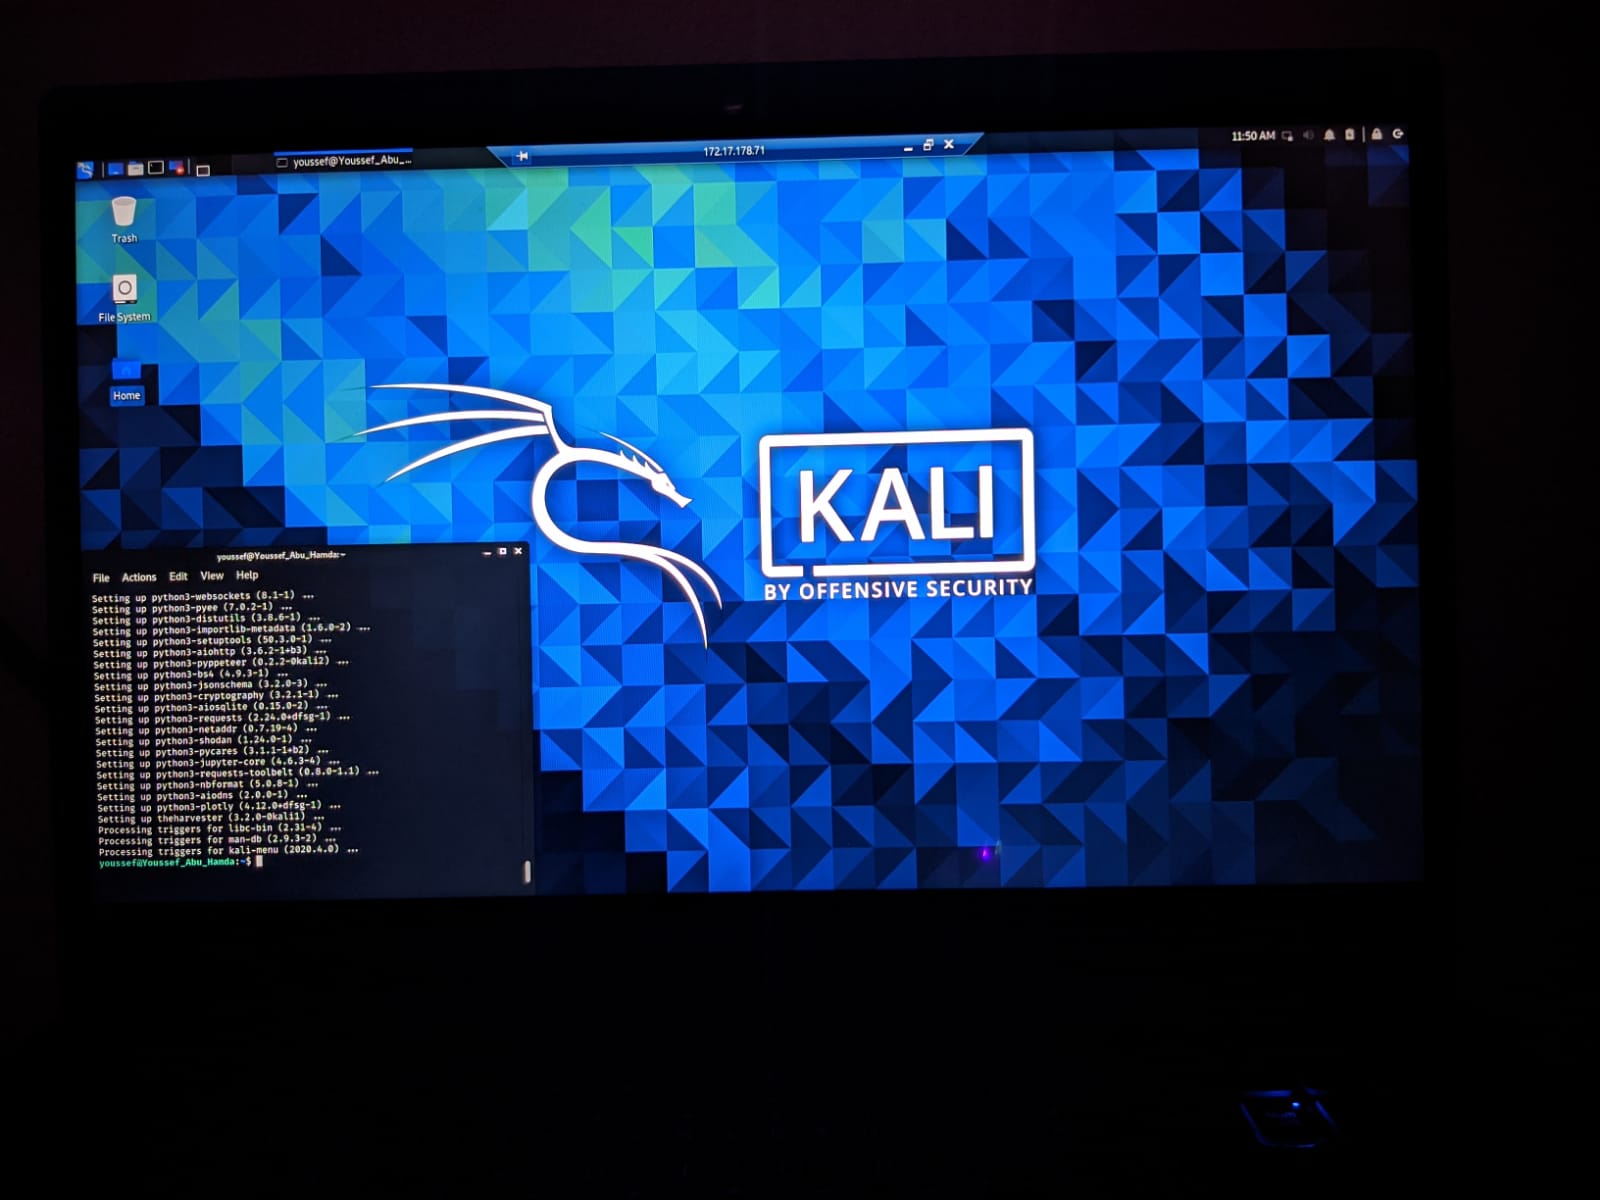 youssef@Youssef_Abu_...
172.17.178.71
11:50 AM
Trash
File System
Home
KALI
BY OFFENSIVE SECURITY
youssef@Youssef_Abu_Hamda:~
File Actions Edit View Help
Setting up python3-websockets (8.1-1) ...
Setting up python3-pyee (7.0.2-1) ...
Setting up python3-distutils (3.8.6-1) ...
Setting up python3-importlib-metadata (1.6.0-2) ...
Setting up python3-setuptools (50.3.0-1) ...
Setting up python3-aiohttp (3.6.2-1+b3) ...
Setting up python3-pyppeteer (0.2.2-0kali2) ...
Setting up python3-bs4 (4.9.3-1) ...
Setting up python3-jsonschema (3.2.0-3) ...
Setting up python3-cryptography (3.2.1-1) ...
Setting up python3-aiosqlite (0.15.0-2) ...
Setting up python3-requests (2.24.0+dfsg-1) ...
Setting up python3-netaddr (0.7.19-4) ...
Setting up python3-shodan (1.24.0-1) ...
Setting up python3-pycares (3.1.1-1+b2) ...
Setting up python3-jupyter-core (4.6.3-4) ...
Setting up python3-requests-toolbelt (0.8.0-1.1) ...
Setting up python3-nbformat (5.0.8-1) ...
Setting up python3-aiodns (2.0.0-1) ...
Setting up python3-plotly (4.12.0+dfsg-1) ...
Setting up theharvester (3.2.0-0kali1) ...
Processing triggers for libc-bin (2.31-4) ...
Processing triggers for man-db (2.9.3-2) ...
Processing triggers for kali-menu (2020.4.0) ...
youssef@Youssef_Abu_Hamda:~$